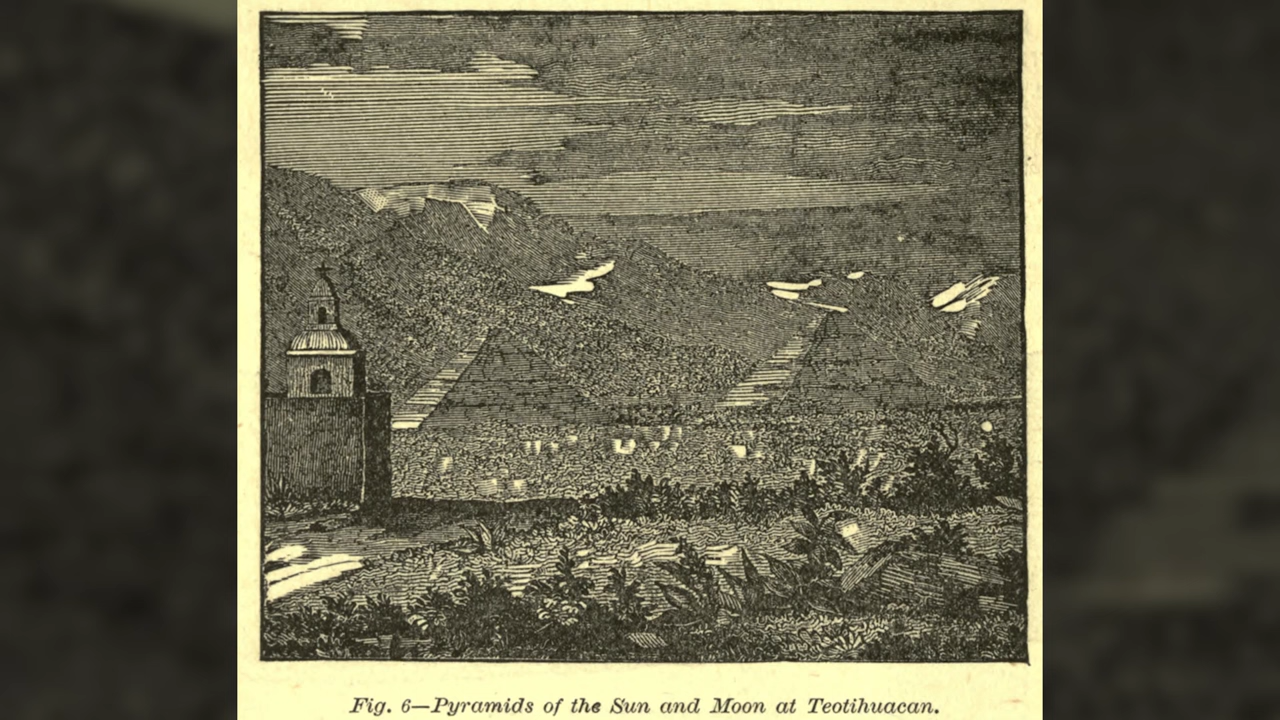 Fig. 6—Pyramids of the Sun and Moon at Teotihuacan.